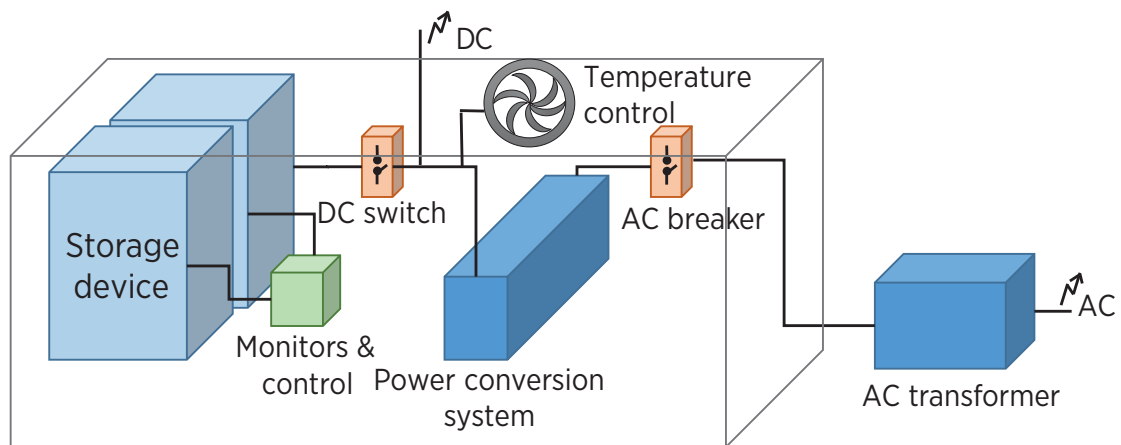 DC
Temperature
control
DC switch
AC breaker
Storage
device
Monitors &
control
Power conversion
system
AC
AC transformer